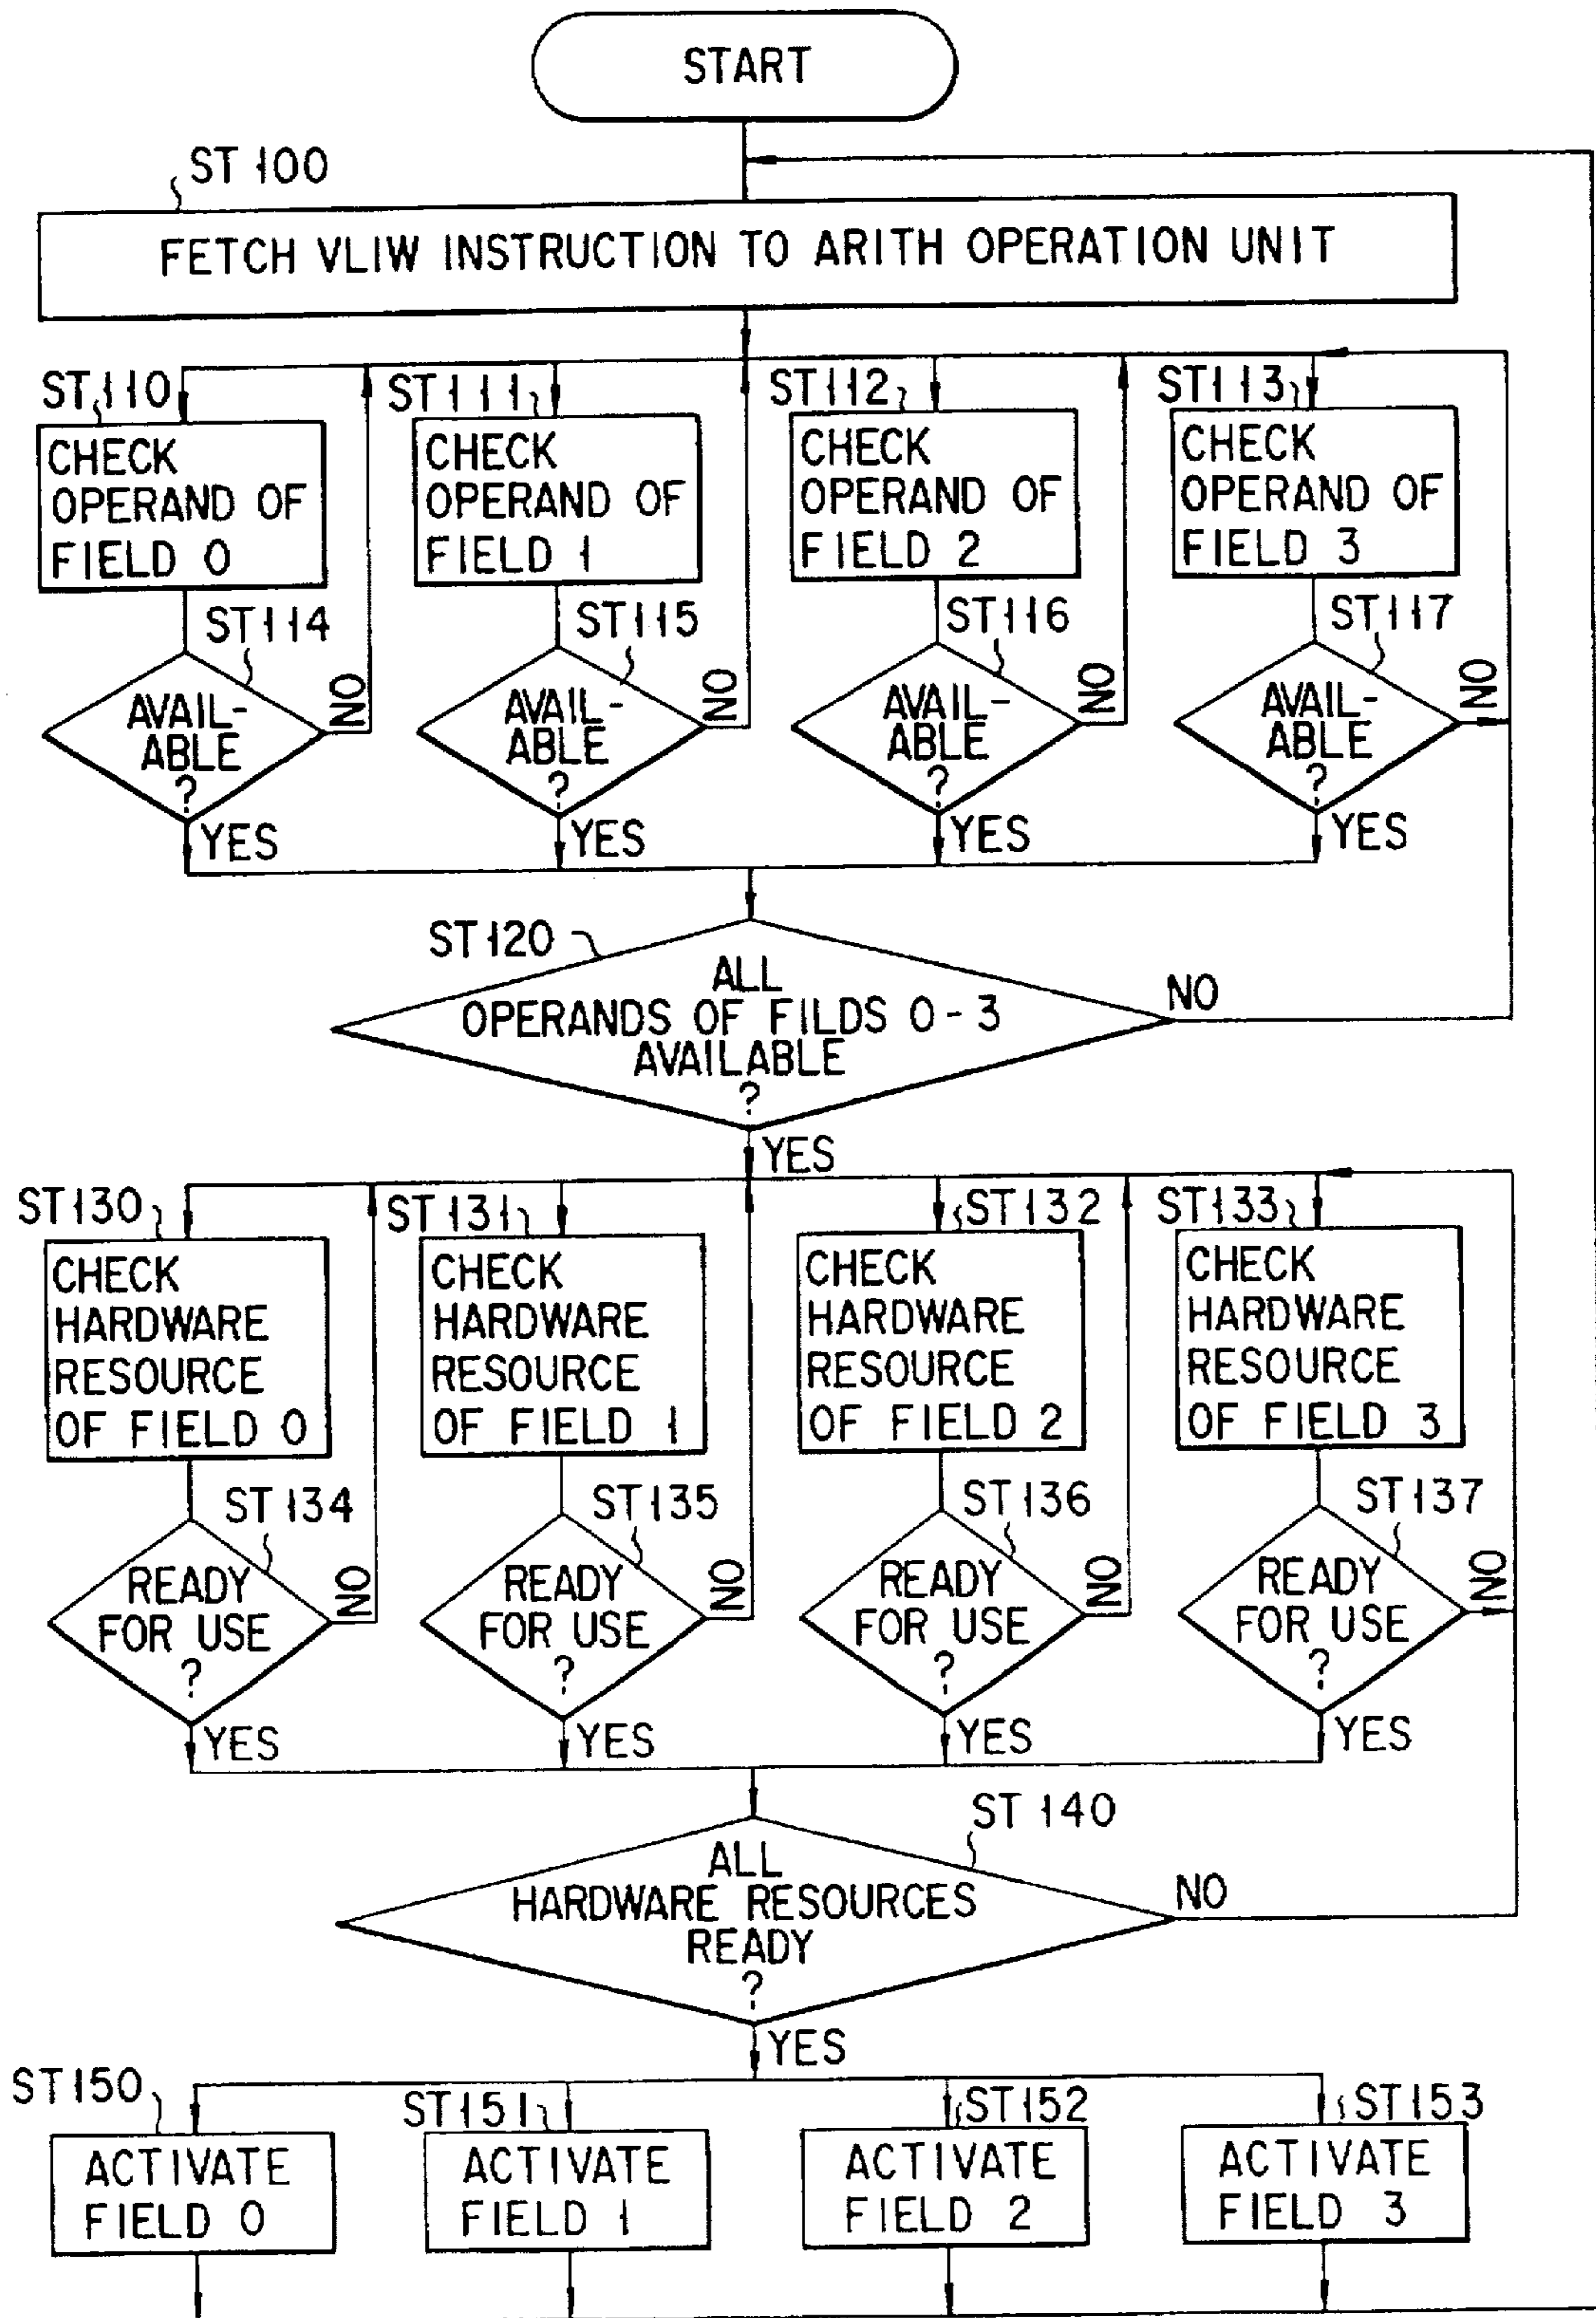 START
ST 100
FETCH VLIW INSTRUCTION TO ARITH OPERATION UNIT
ST110
CHECK
OPERAND OF
FIELD 0
ST111
CHECK
OPERAND OF
FIELD 1
ST112
CHECK
OPERAND OF
FIELD 2
ST113
CHECK
OPERAND OF
FIELD 3
ST114
AVAIL-
ABLE
?
NO
YES
ST115
AVAIL-
ABLE
?
NO
YES
ST116
AVAIL-
ABLE
?
NO
YES
ST117
AVAIL-
ABLE
?
NO
YES
ST120
ALL
OPERANDS OF FILDS 0-3
AVAILABLE
?
NO
YES
ST130
CHECK
HARDWARE
RESOURCE
OF FIELD 0
ST131
CHECK
HARDWARE
RESOURCE
OF FIELD 1
ST132
CHECK
HARDWARE
RESOURCE
OF FIELD 2
ST133
CHECK
HARDWARE
RESOURCE
OF FIELD 3
ST134
READY
FOR USE
?
NO
YES
ST135
READY
FOR USE
?
NO
YES
ST136
READY
FOR USE
?
NO
YES
ST137
READY
FOR USE
?
NO
YES
ST 140
ALL
HARDWARE RESOURCES
READY
?
NO
YES
ST150
ACTIVATE
FIELD 0
ST151
ACTIVATE
FIELD 1
ST152
ACTIVATE
FIELD 2
ST153
ACTIVATE
FIELD 3